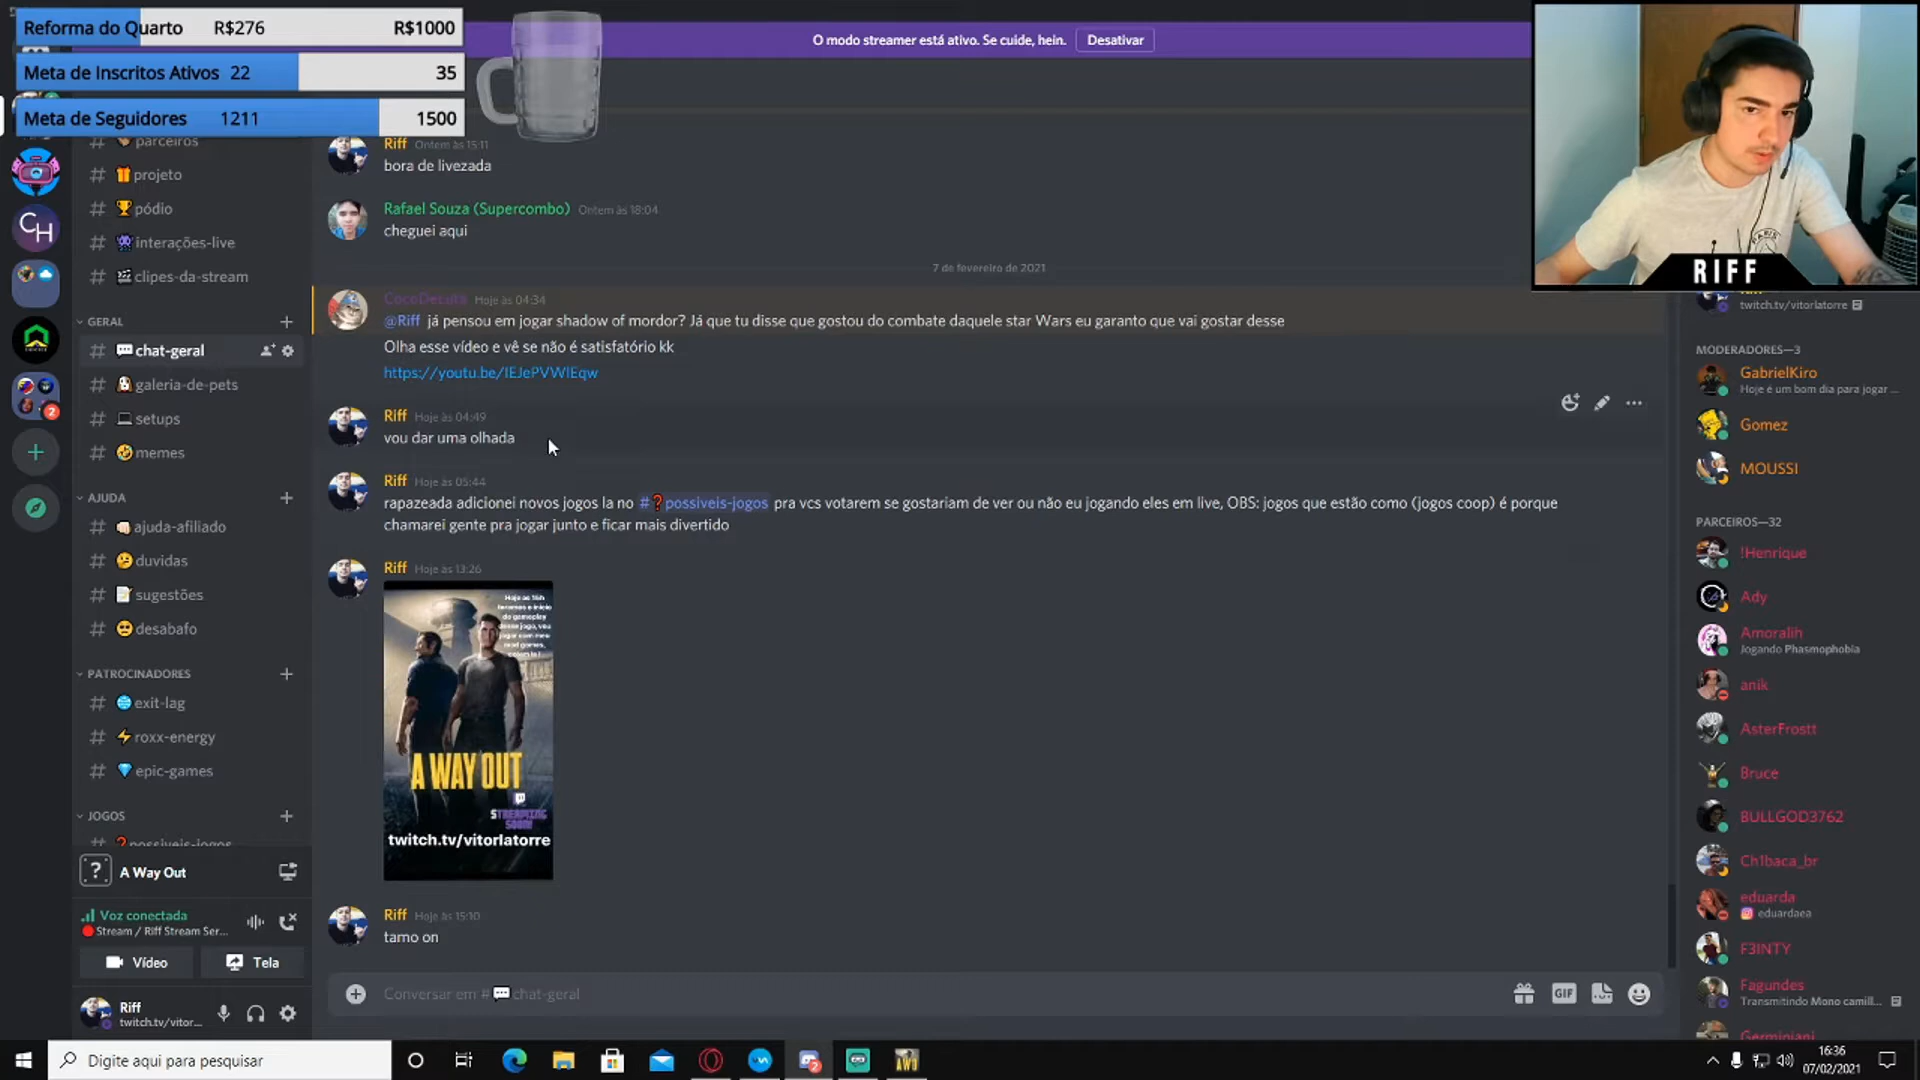 Reforma do Quarto R$276 R$1000
Meta de Inscritos Ativos 22 35
Meta de Seguidores 1211 1500
O modo streamer está ativo. Se cuide, hein. Desativar
RIFF
parceiros
projeto
pódio
interações-live
clipes-da-stream
GERAL
chat-geral
galeria-de-pets
setups
memes
AJUDA
ajuda-afiliado
duvidas
sugestões
desabafo
PATROCINADORES
exit-lag
roxx-energy
epic-games
JOGOS
possiveis-jogos
A Way Out
Voz conectada
Stream / Riff Stream Ser...
Vídeo Tela
Riff
twitch.tv/vitor...
CH
2
Riff Ontem às 15:11
bora de livezada
Rafael Souza (Supercombo) Ontem às 18:04
cheguei aqui
7 de fevereiro de 2021
CocoDecuta Hoje às 04:34
@Riff já pensou em jogar shadow of mordor? Já que tu disse que gostou do combate daquele star Wars eu garanto que vai gostar desse
Olha esse vídeo e vê se não é satisfatório kk
https://youtu.be/IEJePVWIEqw
Riff Hoje às 04:49
vou dar uma olhada
Riff Hoje às 05:44
rapazeada adicionei novos jogos la no #❓possiveis-jogos pra vcs votarem se gostariam de ver ou não eu jogando eles em live, OBS: jogos que estão como (jogos coop) é porque
chamarei gente pra jogar junto e ficar mais divertido
Riff Hoje às 13:26
A WAY OUT
STREAMING
SOON!
twitch.tv/vitorlatorre
Riff Hoje às 15:10
tamo on
Conversar em #💬chat-geral
GIF
twitch.tv/vitorlatorre
MODERADORES—3
GabrielKiro
Hoje é um bom dia para jogar ...
Gomez
MOUSSI
PARCEIROS—32
!Henrique
Ady
Amoralih
Jogando Phasmophobia
anik
AsterFrostt
Bruce
BULLGOD3762
Ch1baca_br
eduarda
eduardaea
F3INTY
Fagundes
Transmitindo Mono camill...
Germiniani
Digite aqui para pesquisar
AWO
16:36
07/02/2021